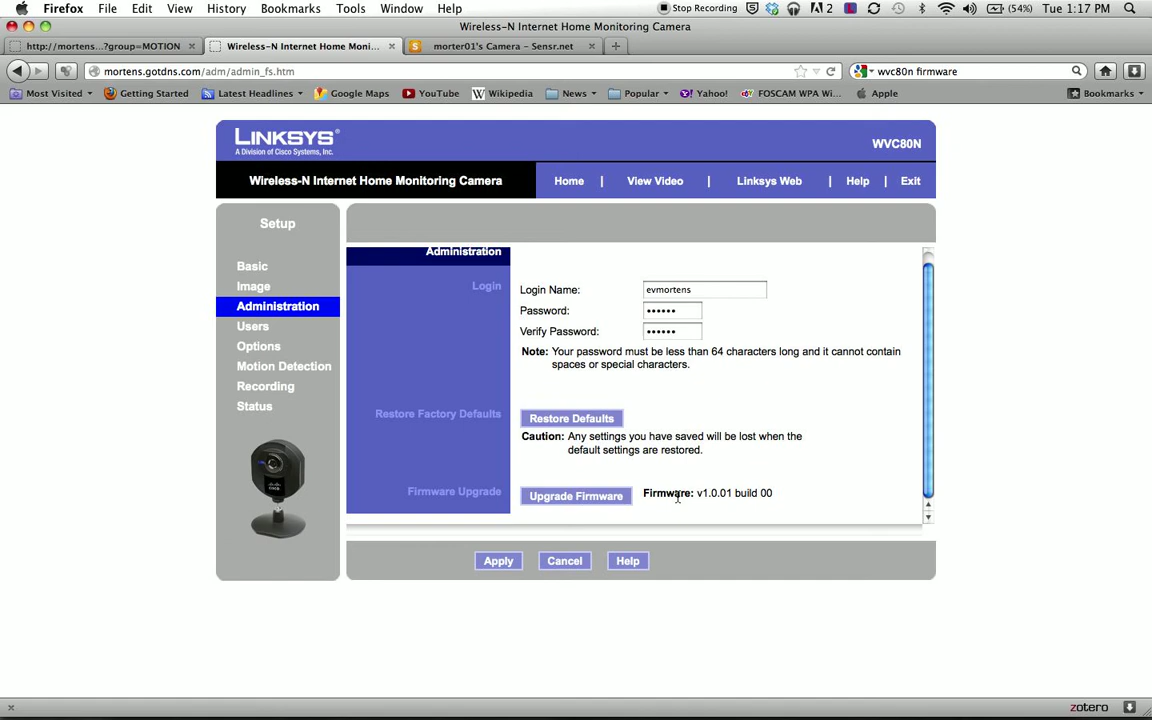 Firefox File Edit View History Bookmarks Tools Window Help Stop Recording 2 (54%) Tue 1:17 PM
Wireless-N Internet Home Monitoring Camera
http://mortens...?group=MOTION Wireless-N Internet Home Moni... morter01's Camera – Sensr.net
mortens.gotdns.com/adm/admin_fs.htm wvc80n firmware
Most Visited Getting Started Latest Headlines Google Maps YouTube Wikipedia News Popular Yahoo! FOSCAM WPA Wi... Apple Bookmarks
LINKSYS®
A Division of Cisco Systems, Inc.
WVC80N
Wireless-N Internet Home Monitoring Camera Home | View Video | Linksys Web | Help | Exit
Setup
Basic
Image
Administration
Users
Options
Motion Detection
Recording
Status
Administration
Login
Login Name: evmortens
Password: ••••••
Verify Password: ••••••
Note: Your password must be less than 64 characters long and it cannot contain
spaces or special characters.
Restore Factory Defaults Restore Defaults
Caution: Any settings you have saved will be lost when the
default settings are restored.
Firmware Upgrade Upgrade Firmware Firmware: v1.0.01 build 00
Apply Cancel Help
zotero